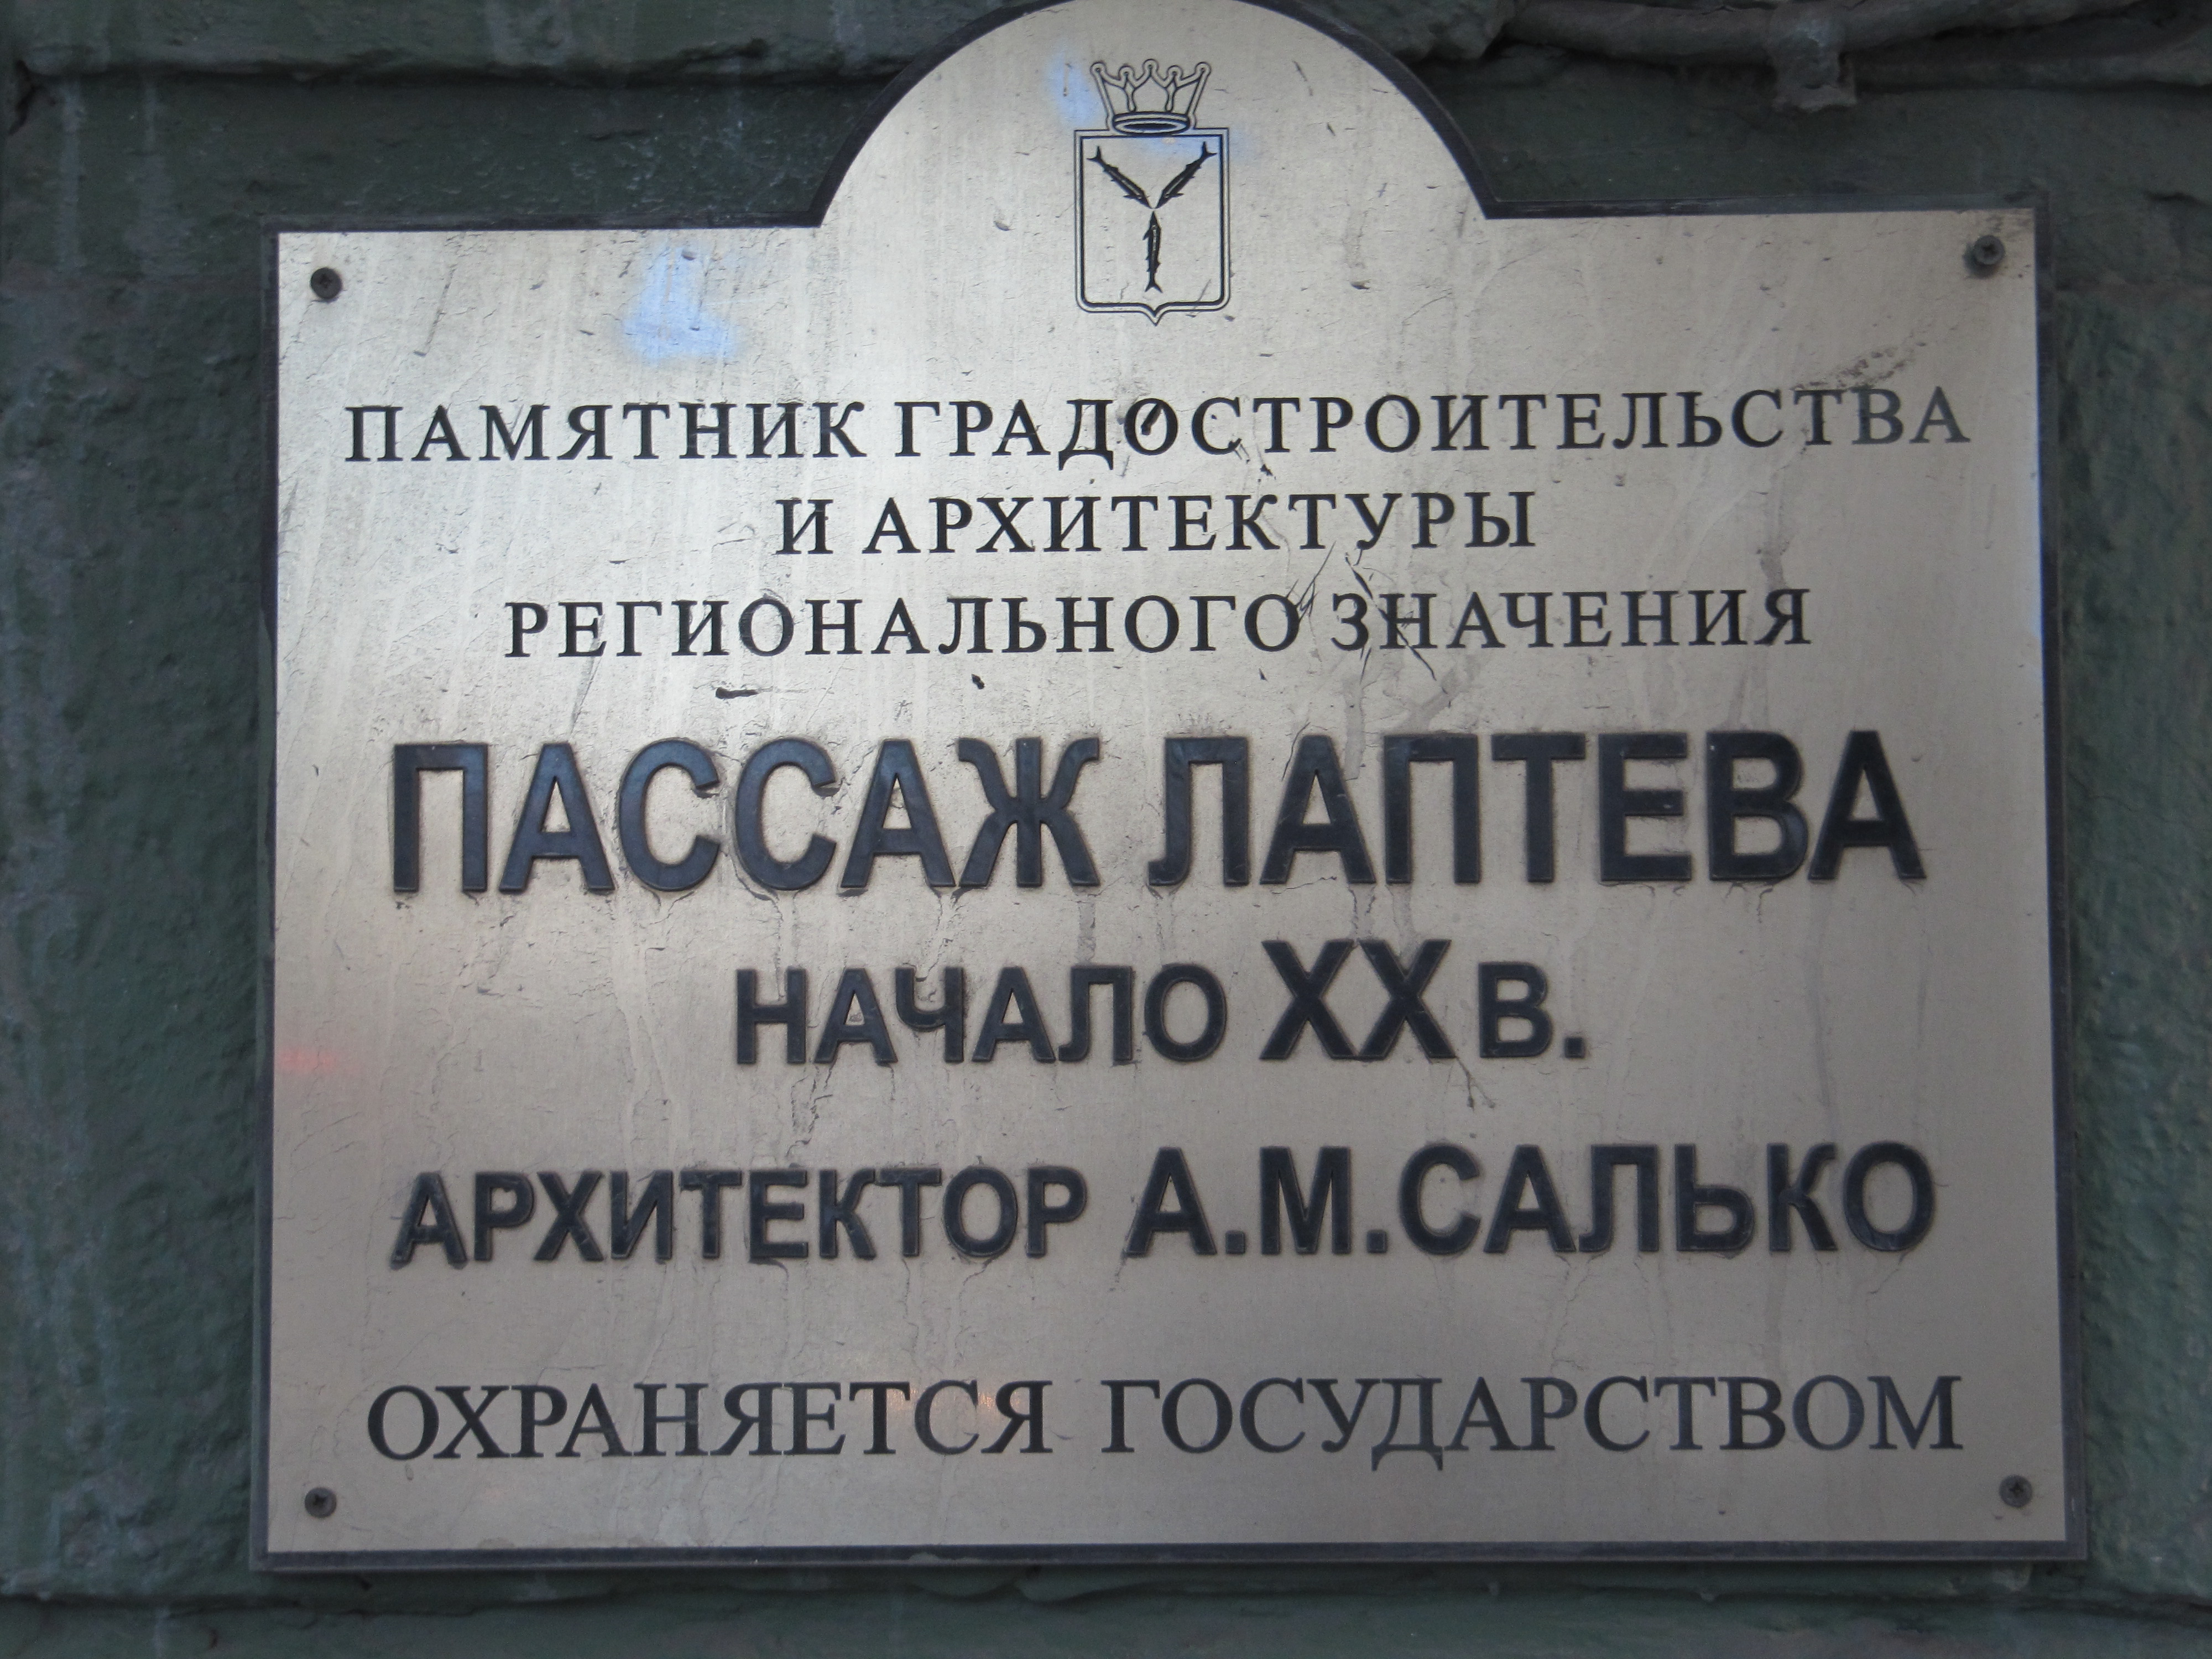 ПАМЯТНИК ГРАДОСТРОИТЕЛЬСТВА
И АРХИТЕКТУРЫ
РЕГИОНАЛЬНОГО ЗНАЧЕНИЯ
ПАССАЖ ЛАПТЕВА
НАЧАЛО XX В.
АРХИТЕКТОР А.М.САЛЬКО
ОХРАНЯЕТСЯ ГОСУДАРСТВОМ